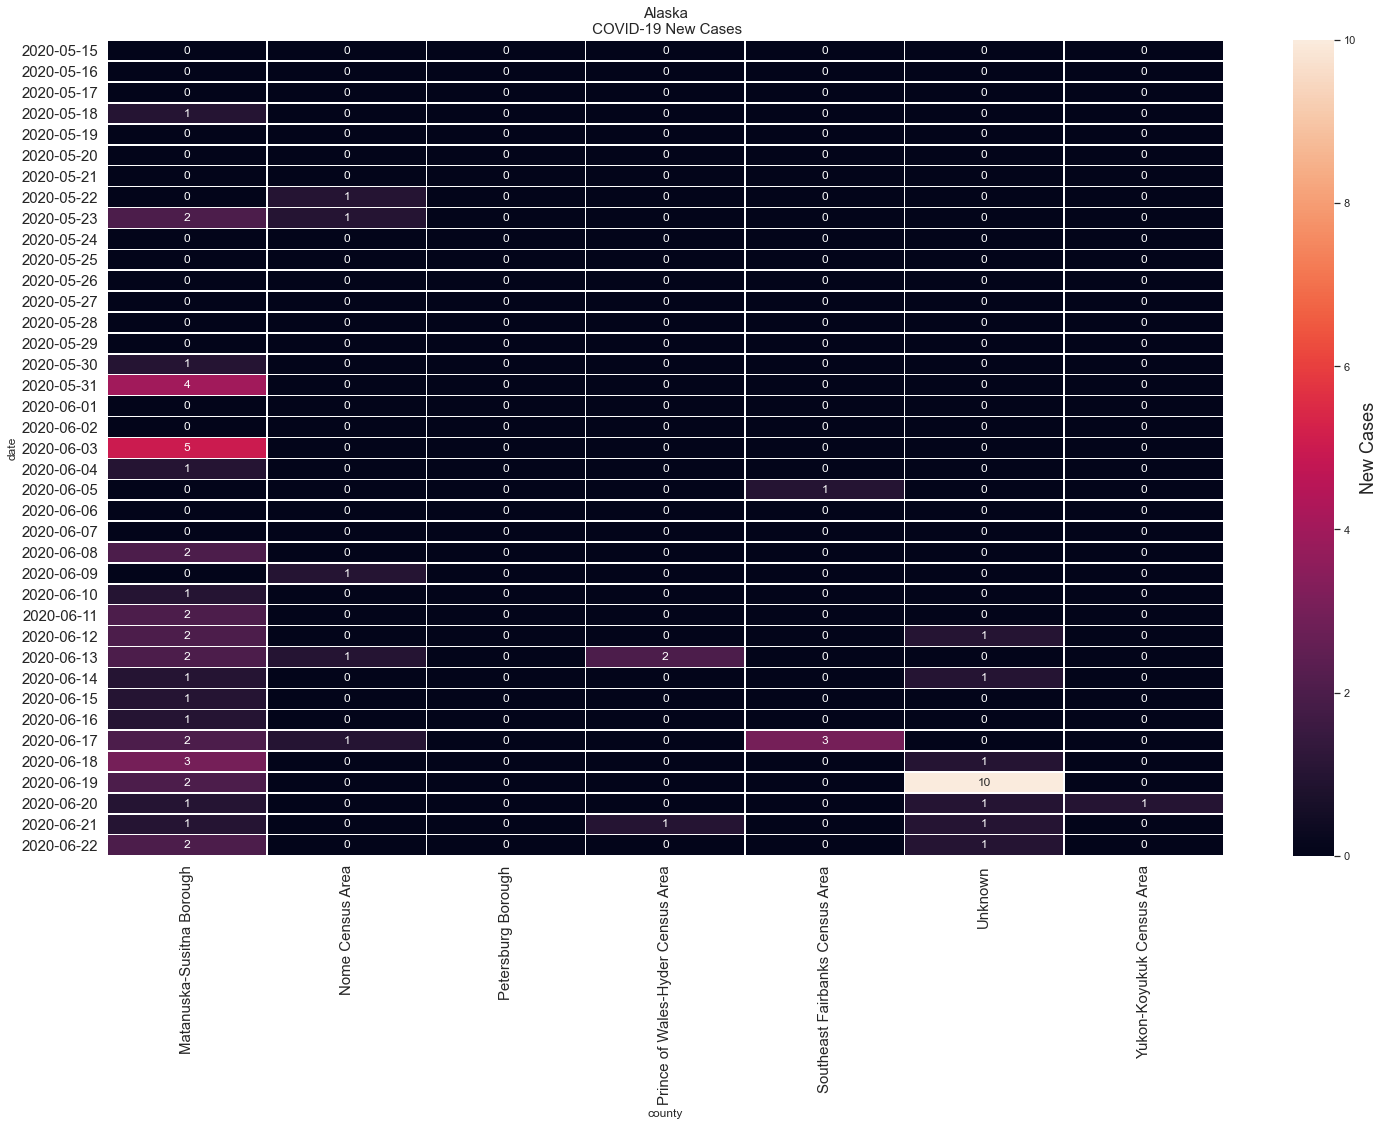 Alaska
COVID-19 New Cases
2020-05-15 0 0 0 0 0 0 0
2020-05-16 0 0 0 0 0 0 0
2020-05-17 0 0 0 0 0 0 0
2020-05-18 1 0 0 0 0 0 0
2020-05-19 0 0 0 0 0 0 0
2020-05-20 0 0 0 0 0 0 0
2020-05-21 0 0 0 0 0 0 0
2020-05-22 0 1 0 0 0 0 0
2020-05-23 2 1 0 0 0 0 0
2020-05-24 0 0 0 0 0 0 0
2020-05-25 0 0 0 0 0 0 0
2020-05-26 0 0 0 0 0 0 0
2020-05-27 0 0 0 0 0 0 0
2020-05-28 0 0 0 0 0 0 0
2020-05-29 0 0 0 0 0 0 0
2020-05-30 1 0 0 0 0 0 0
2020-05-31 4 0 0 0 0 0 0
2020-06-01 0 0 0 0 0 0 0
2020-06-02 0 0 0 0 0 0 0
2020-06-03 5 0 0 0 0 0 0
2020-06-04 1 0 0 0 0 0 0
2020-06-05 0 0 0 0 1 0 0
2020-06-06 0 0 0 0 0 0 0
2020-06-07 0 0 0 0 0 0 0
2020-06-08 2 0 0 0 0 0 0
2020-06-09 0 1 0 0 0 0 0
2020-06-10 1 0 0 0 0 0 0
2020-06-11 2 0 0 0 0 0 0
2020-06-12 2 0 0 0 0 1 0
2020-06-13 2 1 0 2 0 0 0
2020-06-14 1 0 0 0 0 1 0
2020-06-15 1 0 0 0 0 0 0
2020-06-16 1 0 0 0 0 0 0
2020-06-17 2 1 0 0 3 0 0
2020-06-18 3 0 0 0 0 1 0
2020-06-19 2 0 0 0 0 10 0
2020-06-20 1 0 0 0 0 1 1
2020-06-21 1 0 0 1 0 1 0
2020-06-22 2 0 0 0 0 1 0
date
Matanuska-Susitna Borough
Nome Census Area
Petersburg Borough
Prince of Wales-Hyder Census Area
Southeast Fairbanks Census Area
Unknown
Yukon-Koyukuk Census Area
county
10
8
6
4
2
0
New Cases